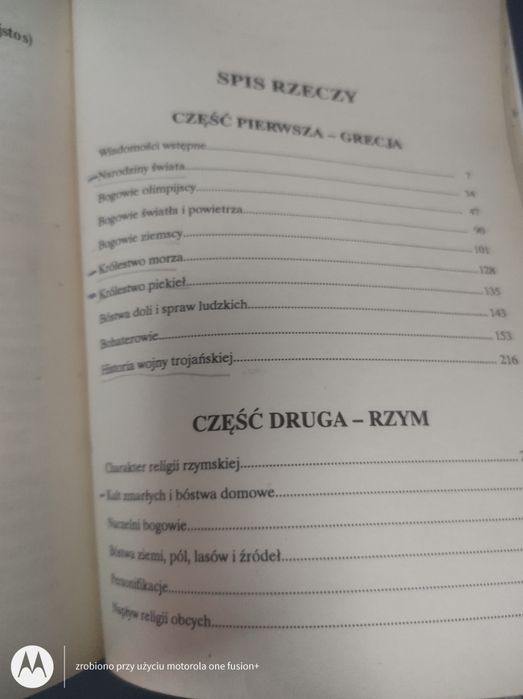 jstos)
SPIS RZECZY
CZĘŚĆ PIERWSZA – GRECJA
Wiadomości wstępne
Narodziny świata 7
Bogowie olimpijscy 34
Bogowie światła i powietrza 47
Bogowie ziemscy 90
Królestwo morza 101
Królestwo piekieł 128
Bóstwa doli i spraw ludzkich 135
Bohaterowie 143
Historia wojny trojańskiej 153
216
CZĘŚĆ DRUGA – RZYM
Charakter religii rzymskiej
Kult zmarłych i bóstwa domowe
Naczelni bogowie
Bóstwa ziemi, pól, lasów i źródeł
Personifikacje
Napływ religii obcych
zrobiono przy użyciu motorola one fusion+